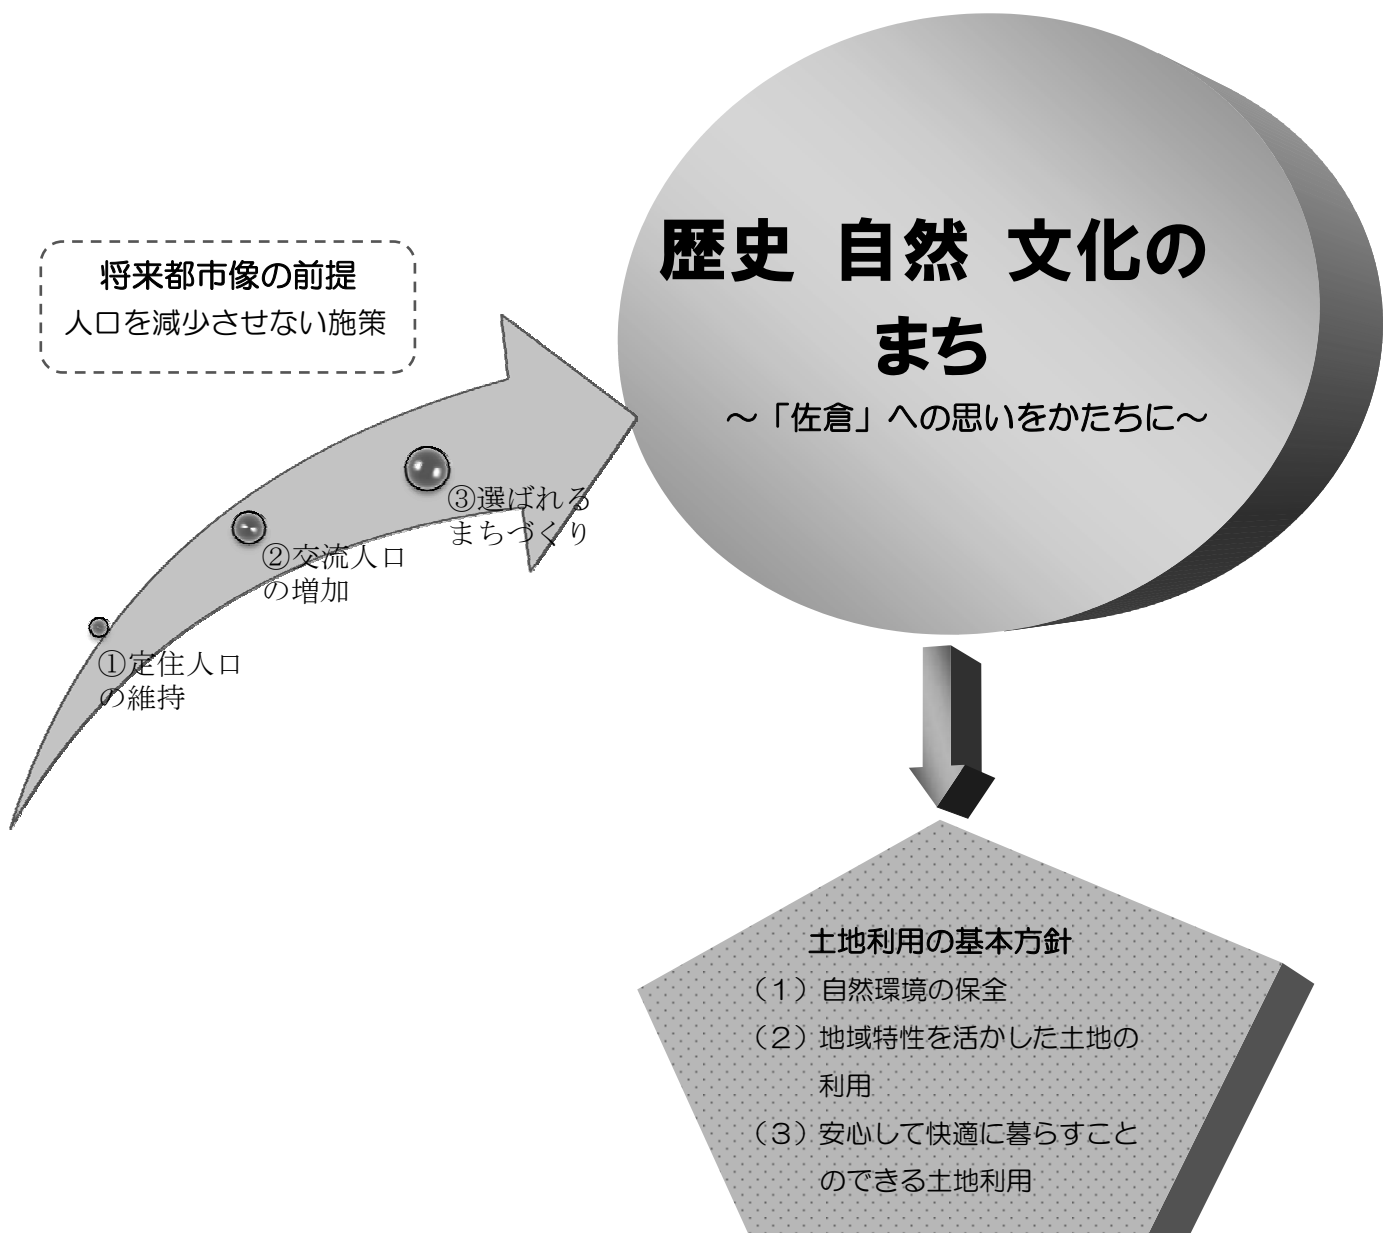 歴史 自然 文化の
まち
～「佐倉」への思いをかたちに～
将来都市像の前提
人口を減少させない施策
③選ばれる
まちづくり
②交流人口
の増加
①定住人口
の維持
土地利用の基本方針
（１）自然環境の保全
（２）地域特性を活かした土地の
利用
（３）安心して快適に暮らすこと
のできる土地利用